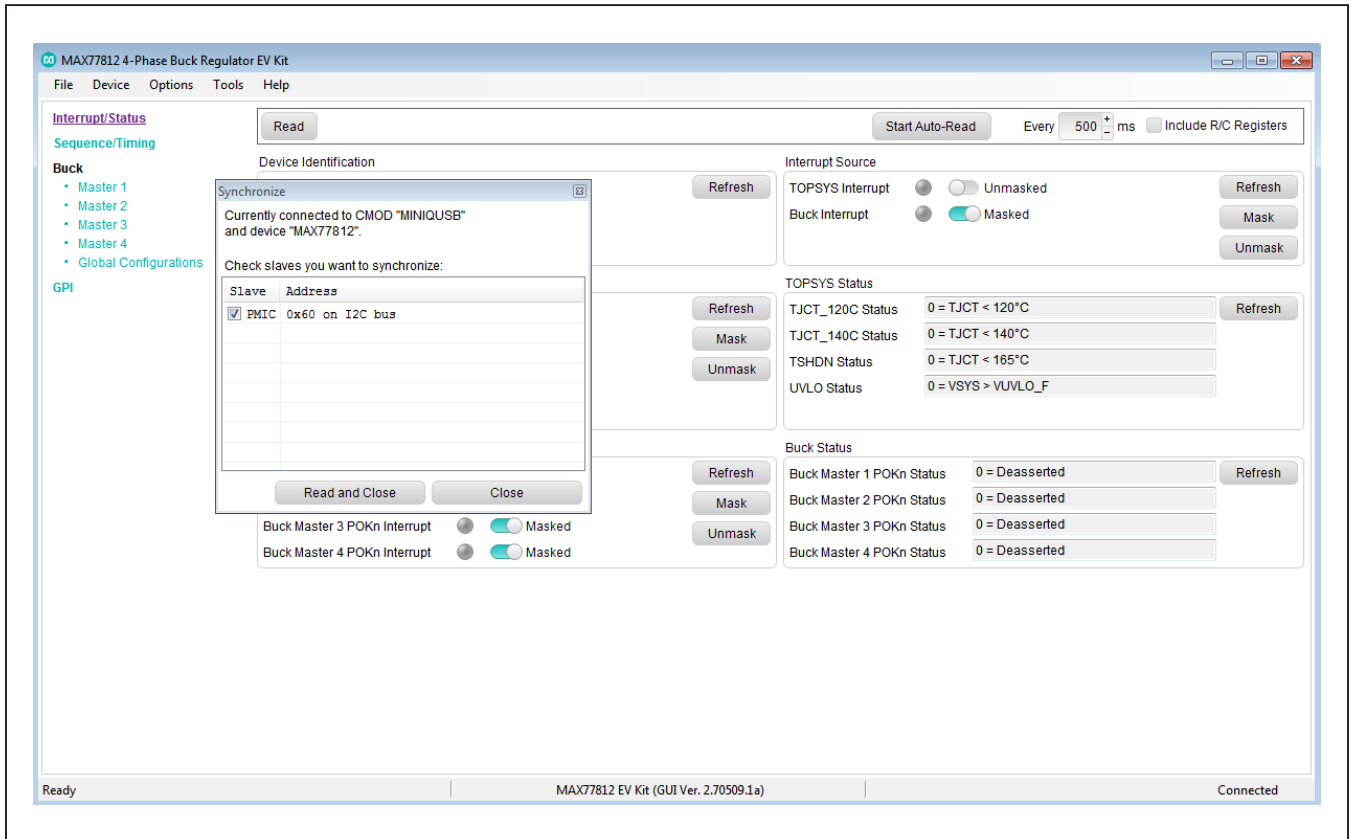 MAX77812 4-Phase Buck Regulator EV Kit
File Device Options Tools Help
Interrupt/Status
Sequence/Timing
Buck
• Master 1
• Master 2
• Master 3
• Master 4
• Global Configurations
GPI
Read
Start Auto-Read
Every 500 + - ms
Include R/C Registers
Device Identification
Refresh
Synchronize
Currently connected to CMOD "MINIQUSB"
and device "MAX77812".
Check slaves you want to synchronize:
Slave Address
PMIC 0x60 on I2C bus
Read and Close
Close
Refresh
Mask
Unmask
Refresh
Mask
Unmask
Buck Master 3 POKn Interrupt Masked
Buck Master 4 POKn Interrupt Masked
Interrupt Source
TOPSYS Interrupt Unmasked
Buck Interrupt Masked
Refresh
Mask
Unmask
TOPSYS Status
TJCT_120C Status 0 = TJCT < 120°C
TJCT_140C Status 0 = TJCT < 140°C
TSHDN Status 0 = TJCT < 165°C
UVLO Status 0 = VSYS > VUVLO_F
Refresh
Buck Status
Buck Master 1 POKn Status 0 = Deasserted
Buck Master 2 POKn Status 0 = Deasserted
Buck Master 3 POKn Status 0 = Deasserted
Buck Master 4 POKn Status 0 = Deasserted
Refresh
Ready
MAX77812 EV Kit (GUI Ver. 2.70509.1a)
Connected